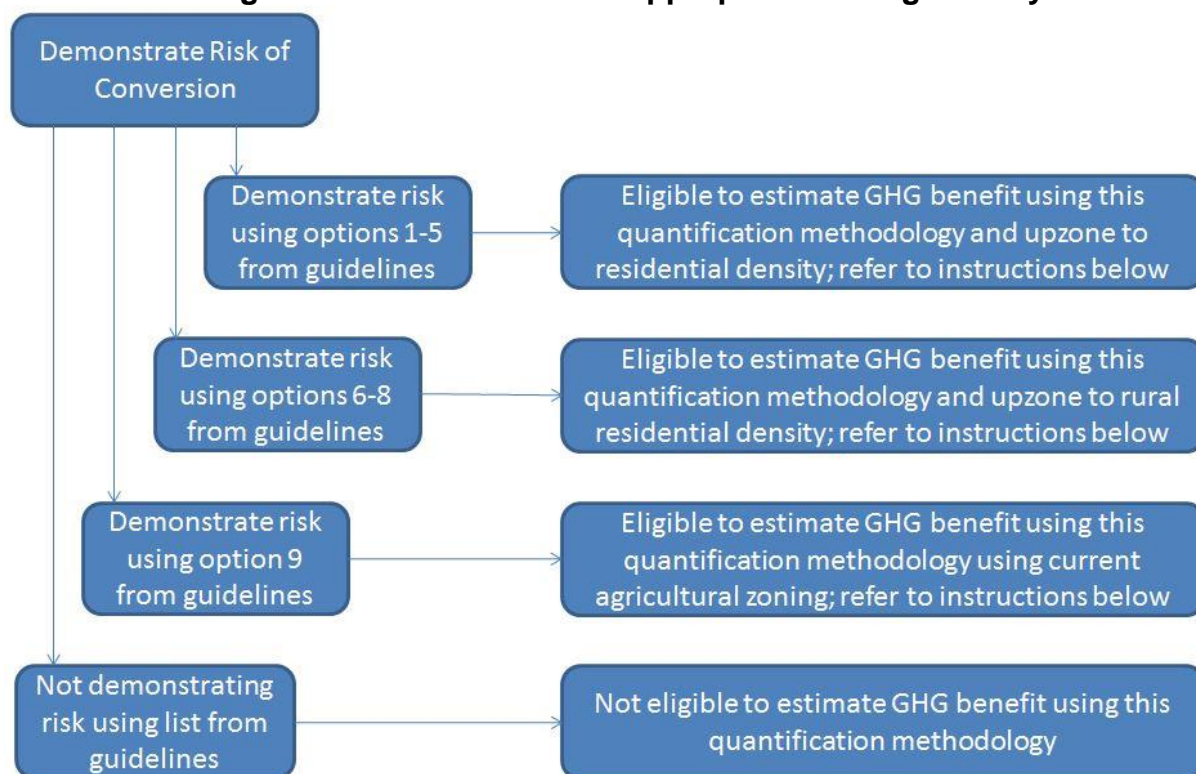 Demonstrate Risk of
Conversion
Demonstrate risk
using options 1-5
from guidelines
Eligible to estimate GHG benefit using this
quantification methodology and upzone to
residential density; refer to instructions below
Demonstrate risk
using options 6-8
from guidelines
Eligible to estimate GHG benefit using this
quantification methodology and upzone to rural
residential density; refer to instructions below
Demonstrate risk
using option 9
from guidelines
Eligible to estimate GHG benefit using this
quantification methodology using current
agricultural zoning; refer to instructions below
Not demonstrating
risk using list from
guidelines
Not eligible to estimate GHG benefit using this
quantification methodology